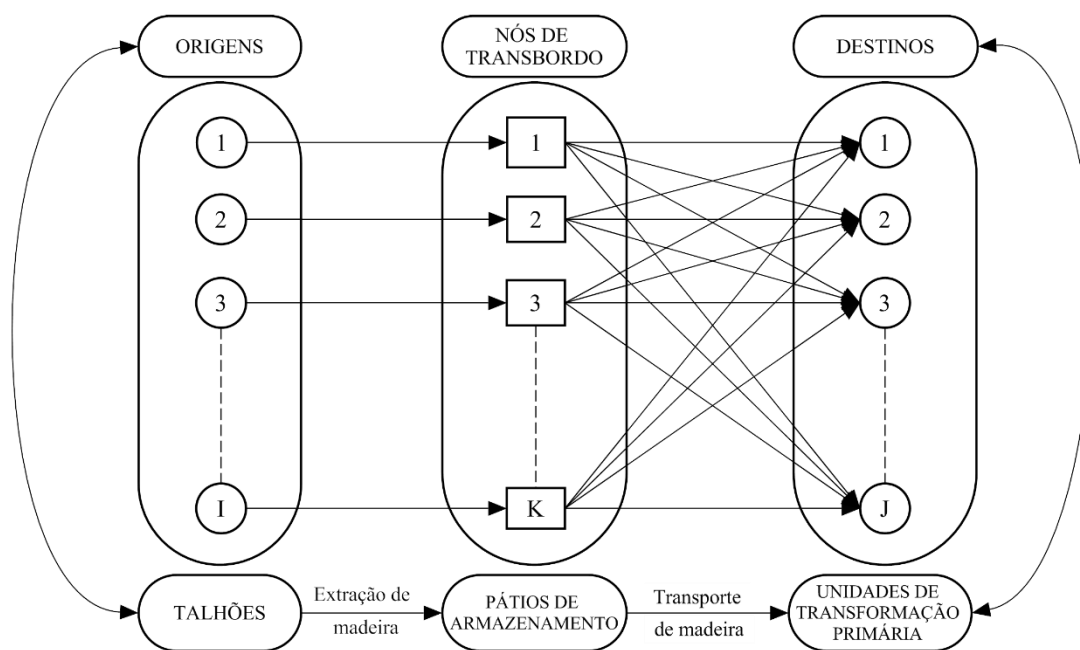 ORIGENS
NÓS DE
TRANSBORDO
DESTINOS
1
1
1
2
2
2
3
3
3
I
K
J
TALHÕES
Extração de
madeira
PÁTIOS DE
ARMAZENAMENTO
Transporte
de madeira
UNIDADES DE
TRANSFORMAÇÃO
PRIMÁRIA